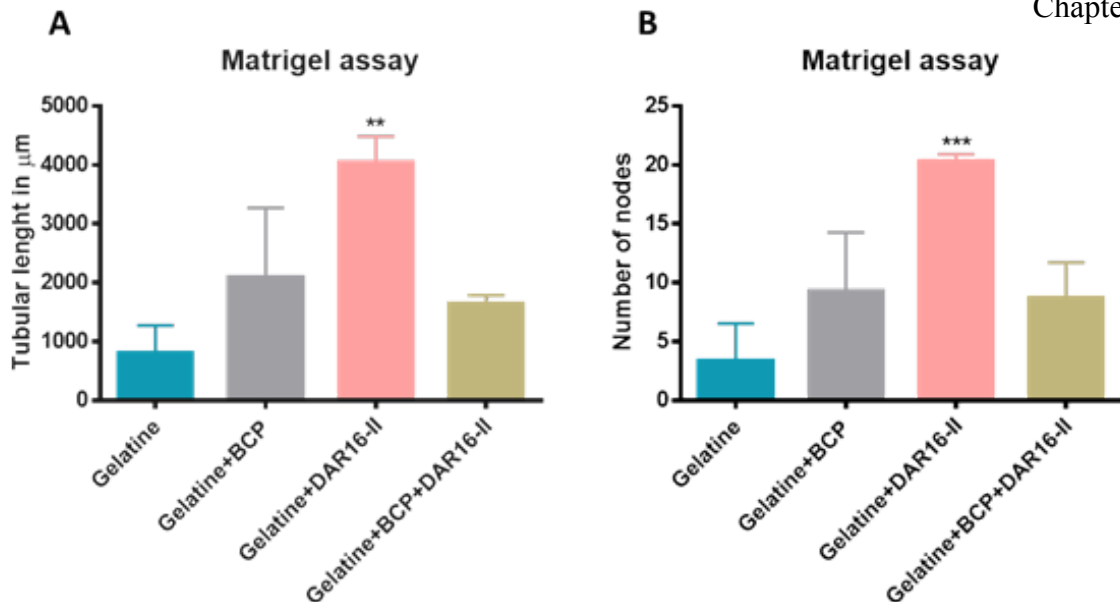 Chapte
A
Matrigel assay
Tubular lenght in μm
5000
4000
3000
2000
1000
0
**
Gelatine
Gelatine+BCP
Gelatine+DAR16-II
Gelatine+BCP+DAR16-II
B
Matrigel assay
Number of nodes
25
20
15
10
5
0
***
Gelatine
Gelatine+BCP
Gelatine+DAR16-II
Gelatine+BCP+DAR16-II